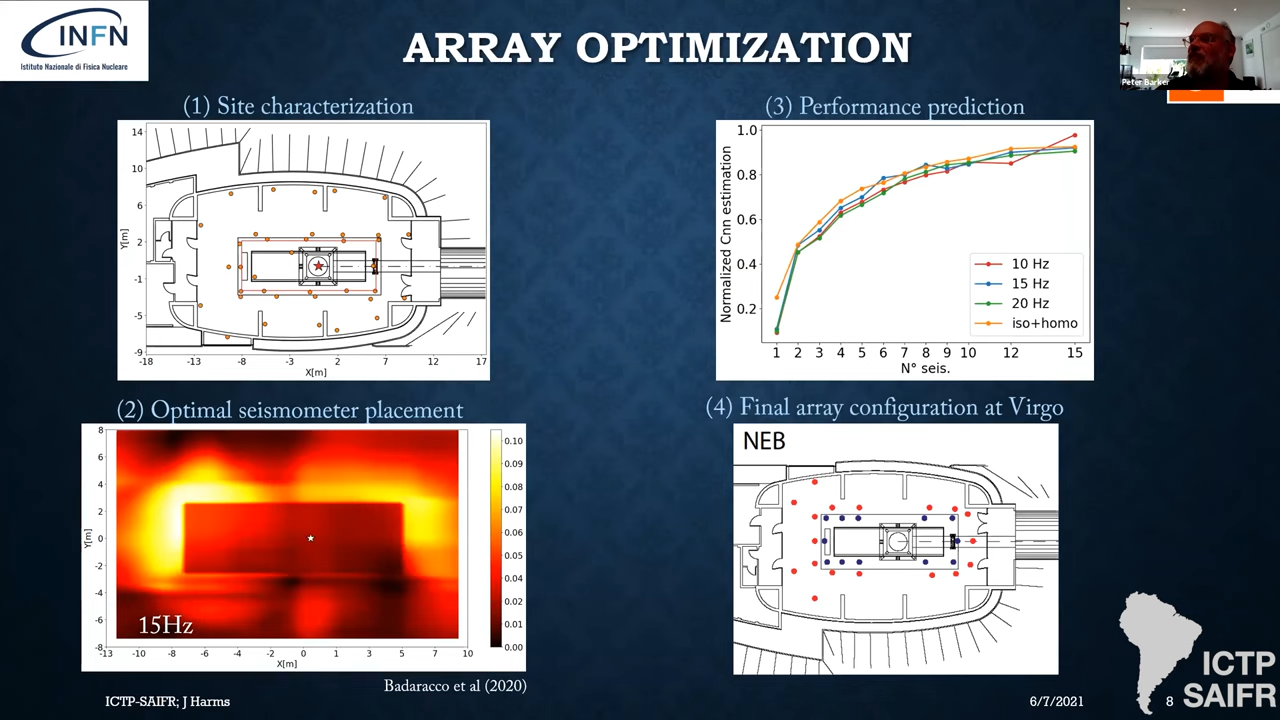 INFN
Istituto Nazionale di Fisica Nucleare
ARRAY OPTIMIZATION
Peter Barker
(1) Site characterization
14
10
6
2
-1
-5
-9
Y[m]
-18 -13 -8 -3 2 7 12 17
X[m]
(3) Performance prediction
1.0
0.8
0.6
0.4
0.2
Normalized Cnn estimation
10 Hz
15 Hz
20 Hz
iso+homo
1 2 3 4 5 6 7 8 9 10 12 15
N° seis.
(2) Optimal seismometer placement
8
6
4
2
0
-2
-4
-6
-8
Y[m]
15Hz
-13 -10 -8 -6 -4 -2 1 3 5 7 10
X[m]
0.10
0.09
0.08
0.07
0.06
0.05
0.04
0.03
0.02
0.01
0.00
Badaracco et al (2020)
(4) Final array configuration at Virgo
NEB
ICTP-SAIFR; J Harms
6/7/2021
8
ICTP
SAIFR